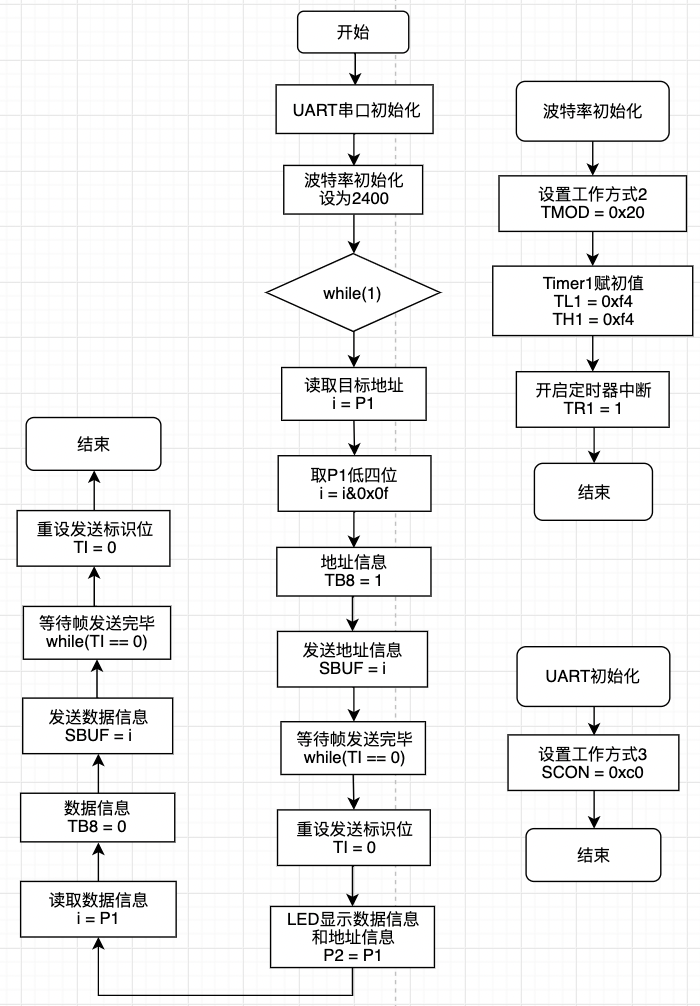 开始
UART串口初始化
波特率初始化
设为2400
while(1)
读取目标地址
i = P1
取P1低四位
i = i&0x0f
地址信息
TB8 = 1
发送地址信息
SBUF = i
等待帧发送完毕
while(TI == 0)
重设发送标识位
TI = 0
LED显示数据信息
和地址信息
P2 = P1
读取数据信息
i = P1
数据信息
TB8 = 0
发送数据信息
SBUF = i
等待帧发送完毕
while(TI == 0)
重设发送标识位
TI = 0
结束
波特率初始化
设置工作方式2
TMOD = 0x20
Timer1赋初值
TL1 = 0xf4
TH1 = 0xf4
开启定时器中断
TR1 = 1
结束
UART初始化
设置工作方式3
SCON = 0xc0
结束